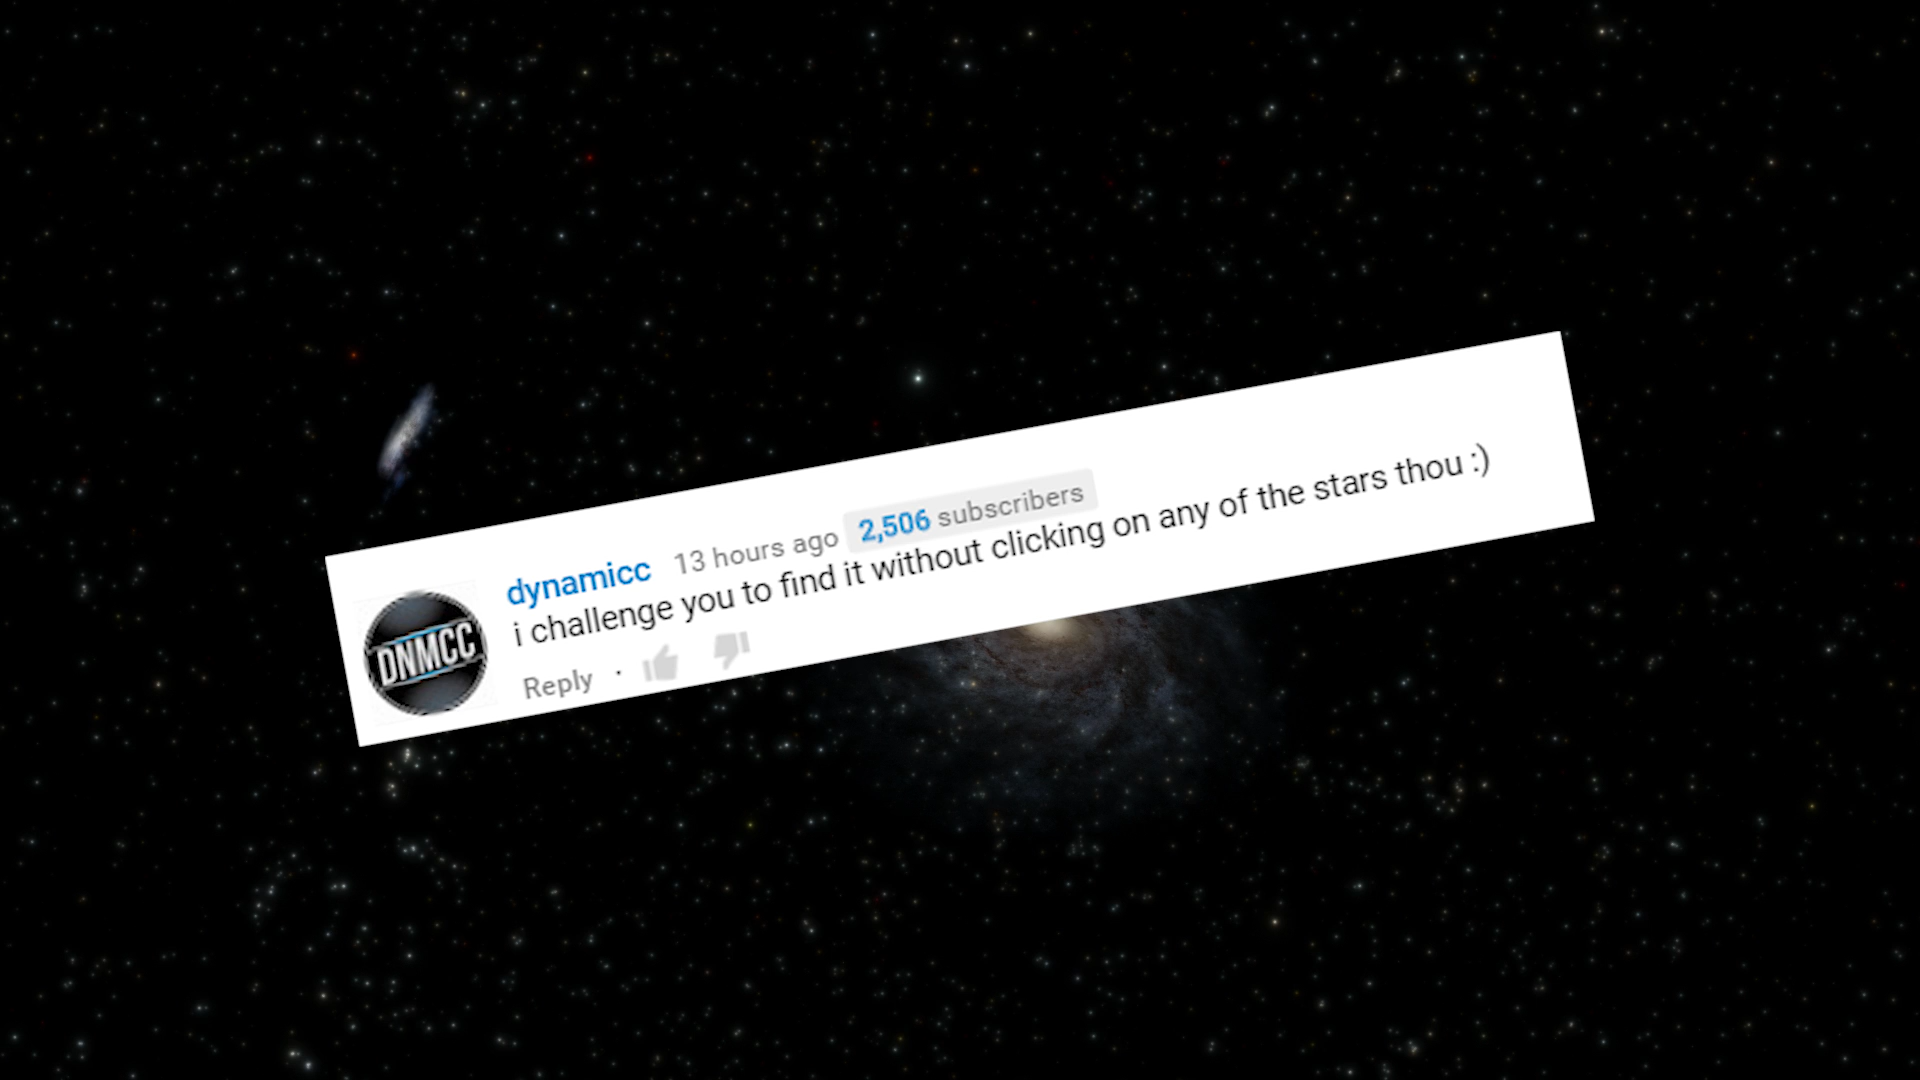 dynamicc 13 hours ago 2,506 subscribers
i challenge you to find it without clicking on any of the stars thou :)
DNMCC
Reply ·